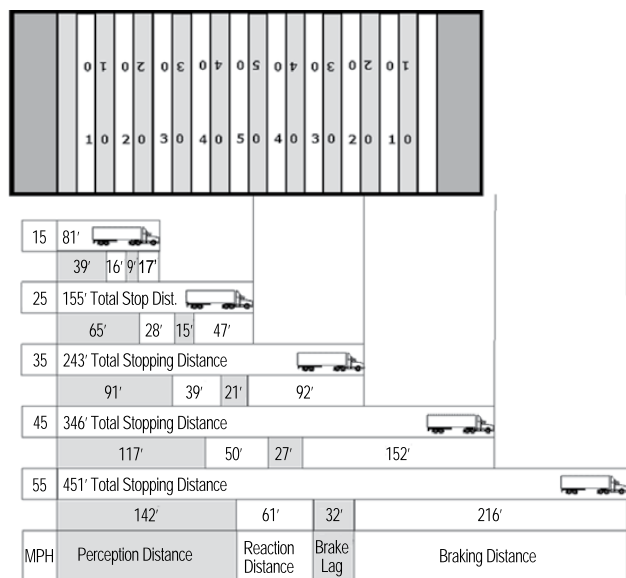 1 0 2 0 3 0 4 0 5 0 4 0 3 0 2 0 1 0
1 0 2 0 3 0 4 0 5 0 4 0 3 0 2 0 1 0
15 81′
39′ 16′ 9′ 17′
25 155′ Total Stop Dist.
65′ 28′ 15′ 47′
35 243′ Total Stopping Distance
91′ 39′ 21′ 92′
45 346′ Total Stopping Distance
117′ 50′ 27′ 152′
55 451′ Total Stopping Distance
142′ 61′ 32′ 216′
MPH Perception Distance Reaction Distance Brake Lag Braking Distance